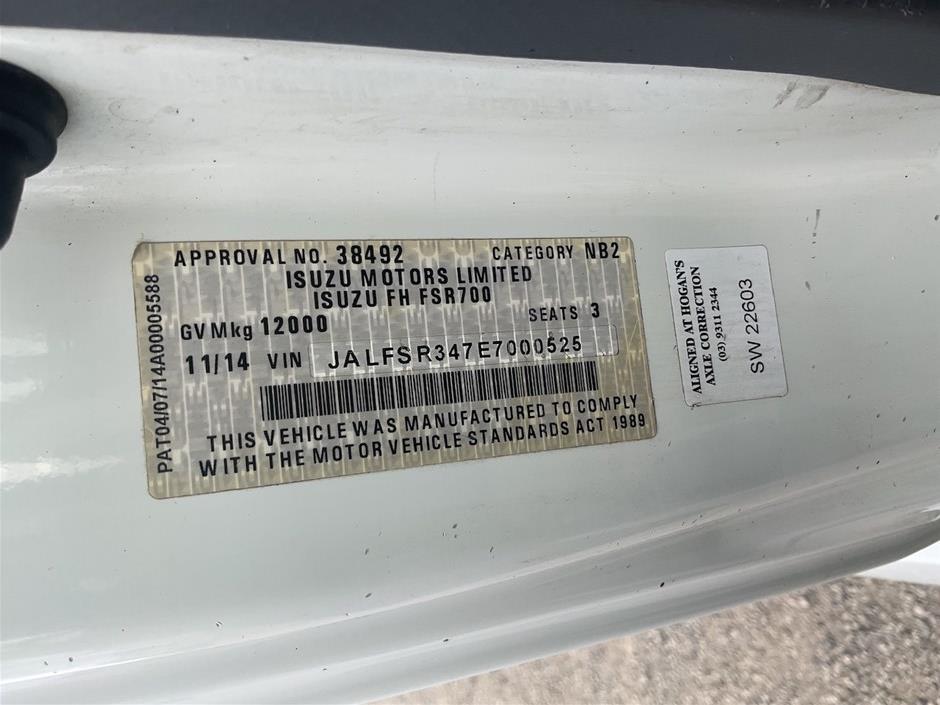 APPROVAL NO. 38492 CATEGORY NB2
ISUZU MOTORS LIMITED
ISUZU FH FSR700
GVMkg 12000 SEATS 3
11/14 VIN JALFSR347E7000525
THIS VEHICLE WAS MANUFACTURED TO COMPLY
WITH THE MOTOR VEHICLE STANDARDS ACT 1989
PAT04/07/14A00005588
ALIGNED AT HOGAN'S
AXLE CORRECTION
(03) 9311 2344
SW 22603